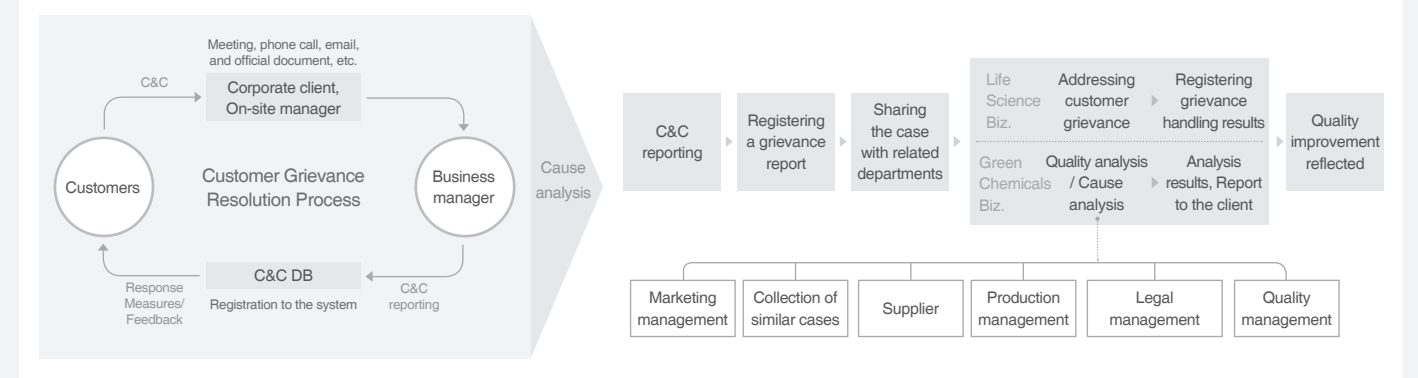 Meeting, phone call, email,
and official document, etc.
C&C
Corporate client,
On-site manager
Customers
Customer Grievance
Resolution Process
Business
manager
C&C DB
Registration to the system
Response
Measures/
Feedback
C&C
reporting
Cause
analysis
C&C
reporting
Registering
a grievance
report
Sharing
the case
with related
departments
Life
Science
Biz.
Addressing
customer
grievance
Registering
grievance
handling results
Green
Chemicals
Biz.
Quality analysis
/ Cause
analysis
Analysis
results, Report
to the client
Quality
improvement
reflected
Marketing
management
Collection of
similar cases
Supplier
Production
management
Legal
management
Quality
management